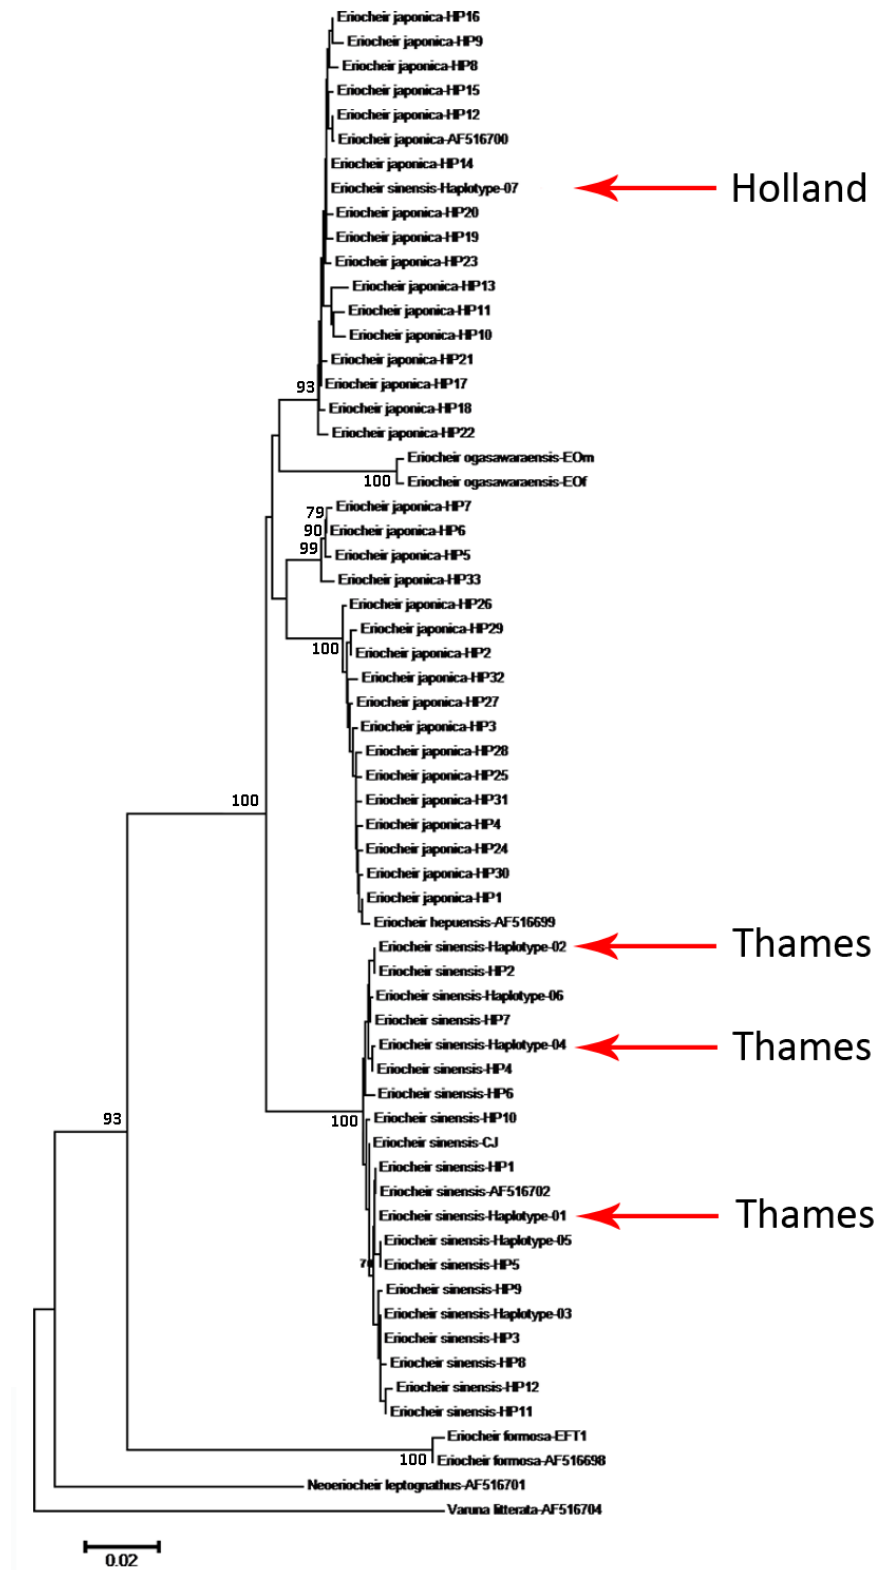 Eriocheir japonica-HP16
Eriocheir japonica-HP9
Eriocheir japonica-HP8
Eriocheir japonica-HP15
Eriocheir japonica-HP12
Eriocheir japonica-AF516700
Eriocheir japonica-HP14
Eriocheir sinensis-Haplotype-07 Holland
Eriocheir japonica-HP20
Eriocheir japonica-HP19
Eriocheir japonica-HP23
Eriocheir japonica-HP13
Eriocheir japonica-HP11
Eriocheir japonica-HP10
Eriocheir japonica-HP21
93 Eriocheir japonica-HP17
Eriocheir japonica-HP18
Eriocheir japonica-HP22
Eriocheir ogasawaraensis-EOm
100 Eriocheir ogasawaraensis-EOf
79 Eriocheir japonica-HP7
90 Eriocheir japonica-HP6
99 Eriocheir japonica-HP5
Eriocheir japonica-HP33
Eriocheir japonica-HP26
Eriocheir japonica-HP29
100 Eriocheir japonica-HP2
Eriocheir japonica-HP32
Eriocheir japonica-HP27
Eriocheir japonica-HP3
Eriocheir japonica-HP28
Eriocheir japonica-HP25
100 Eriocheir japonica-HP31
Eriocheir japonica-HP4
Eriocheir japonica-HP24
Eriocheir japonica-HP30
Eriocheir japonica-HP1
Eriocheir hepuensis-AF516699
Eriocheir sinensis-Haplotype-02 Thames
Eriocheir sinensis-HP2
Eriocheir sinensis-Haplotype-06
Eriocheir sinensis-HP7
Eriocheir sinensis-Haplotype-04 Thames
Eriocheir sinensis-HP4
Eriocheir sinensis-HP6
93 100 Eriocheir sinensis-HP10
Eriocheir sinensis-CJ
Eriocheir sinensis-HP1
Eriocheir sinensis-AF516702
Eriocheir sinensis-Haplotype-01 Thames
Eriocheir sinensis-Haplotype-05
Eriocheir sinensis-HP5
Eriocheir sinensis-HP9
Eriocheir sinensis-Haplotype-03
Eriocheir sinensis-HP3
Eriocheir sinensis-HP8
Eriocheir sinensis-HP12
Eriocheir sinensis-HP11
Eriocheir formosa-EFT1
100 Eriocheir formosa-AF516698
Neoeriocheir leptognathus-AF516701
Varuna litterata-AF516704
0.02